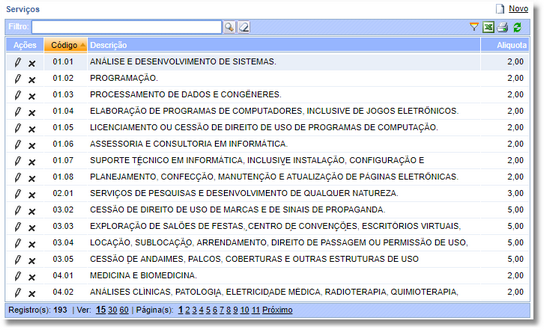 Serviços Novo
Filtro:
Ações Código Descrição Aliquota
01.01 ANÁLISE E DESENVOLVIMENTO DE SISTEMAS. 2,00
01.02 PROGRAMAÇÃO. 2,00
01.03 PROCESSAMENTO DE DADOS E CONGÊNERES. 2,00
01.04 ELABORAÇÃO DE PROGRAMAS DE COMPUTADORES, INCLUSIVE DE JOGOS ELETRÔNICOS. 2,00
01.05 LICENCIAMENTO OU CESSÃO DE DIREITO DE USO DE PROGRAMAS DE COMPUTAÇÃO. 2,00
01.06 ASSESSORIA E CONSULTORIA EM INFORMÁTICA. 2,00
01.07 SUPORTE TÉCNICO EM INFORMÁTICA, INCLUSIVE INSTALAÇÃO, CONFIGURAÇÃO E 2,00
01.08 PLANEJAMENTO, CONFECÇÃO, MANUTENÇÃO E ATUALIZAÇÃO DE PÁGINAS ELETRÔNICAS. 2,00
02.01 SERVIÇOS DE PESQUISAS E DESENVOLVIMENTO DE QUALQUER NATUREZA. 3,00
03.02 CESSÃO DE DIREITO DE USO DE MARCAS E DE SINAIS DE PROPAGANDA. 5,00
03.03 EXPLORAÇÃO DE SALÕES DE FESTAS, CENTRO DE CONVENÇÕES, ESCRITÓRIOS VIRTUAIS, 5,00
03.04 LOCAÇÃO, SUBLOCAÇÃO, ARRENDAMENTO, DIREITO DE PASSAGEM OU PERMISSÃO DE USO, 5,00
03.05 CESSÃO DE ANDAIMES, PALCOS, COBERTURAS E OUTRAS ESTRUTURAS DE USO 5,00
04.01 MEDICINA E BIOMEDICINA. 2,00
04.02 ANÁLISES CLÍNICAS, PATOLOGIA, ELETRICIDADE MÉDICA, RADIOTERAPIA, QUIMIOTERAPIA, 2,00
Registro(s): 193 | Ver: 15 30 60 | Página(s): 1 2 3 4 5 6 7 8 9 10 11 Próximo